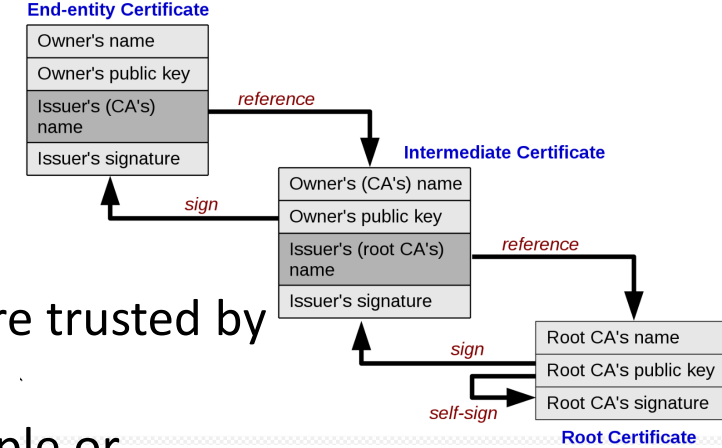 End-entity Certificate
Owner's name
Owner's public key
Issuer's (CA's)
name
Issuer's signature
reference
sign
Intermediate Certificate
Owner's (CA's) name
Owner's public key
Issuer's (root CA's)
name
Issuer's signature
reference
sign
self-sign
Root CA's name
Root CA's public key
Root CA's signature
Root Certificate
trusted by
or